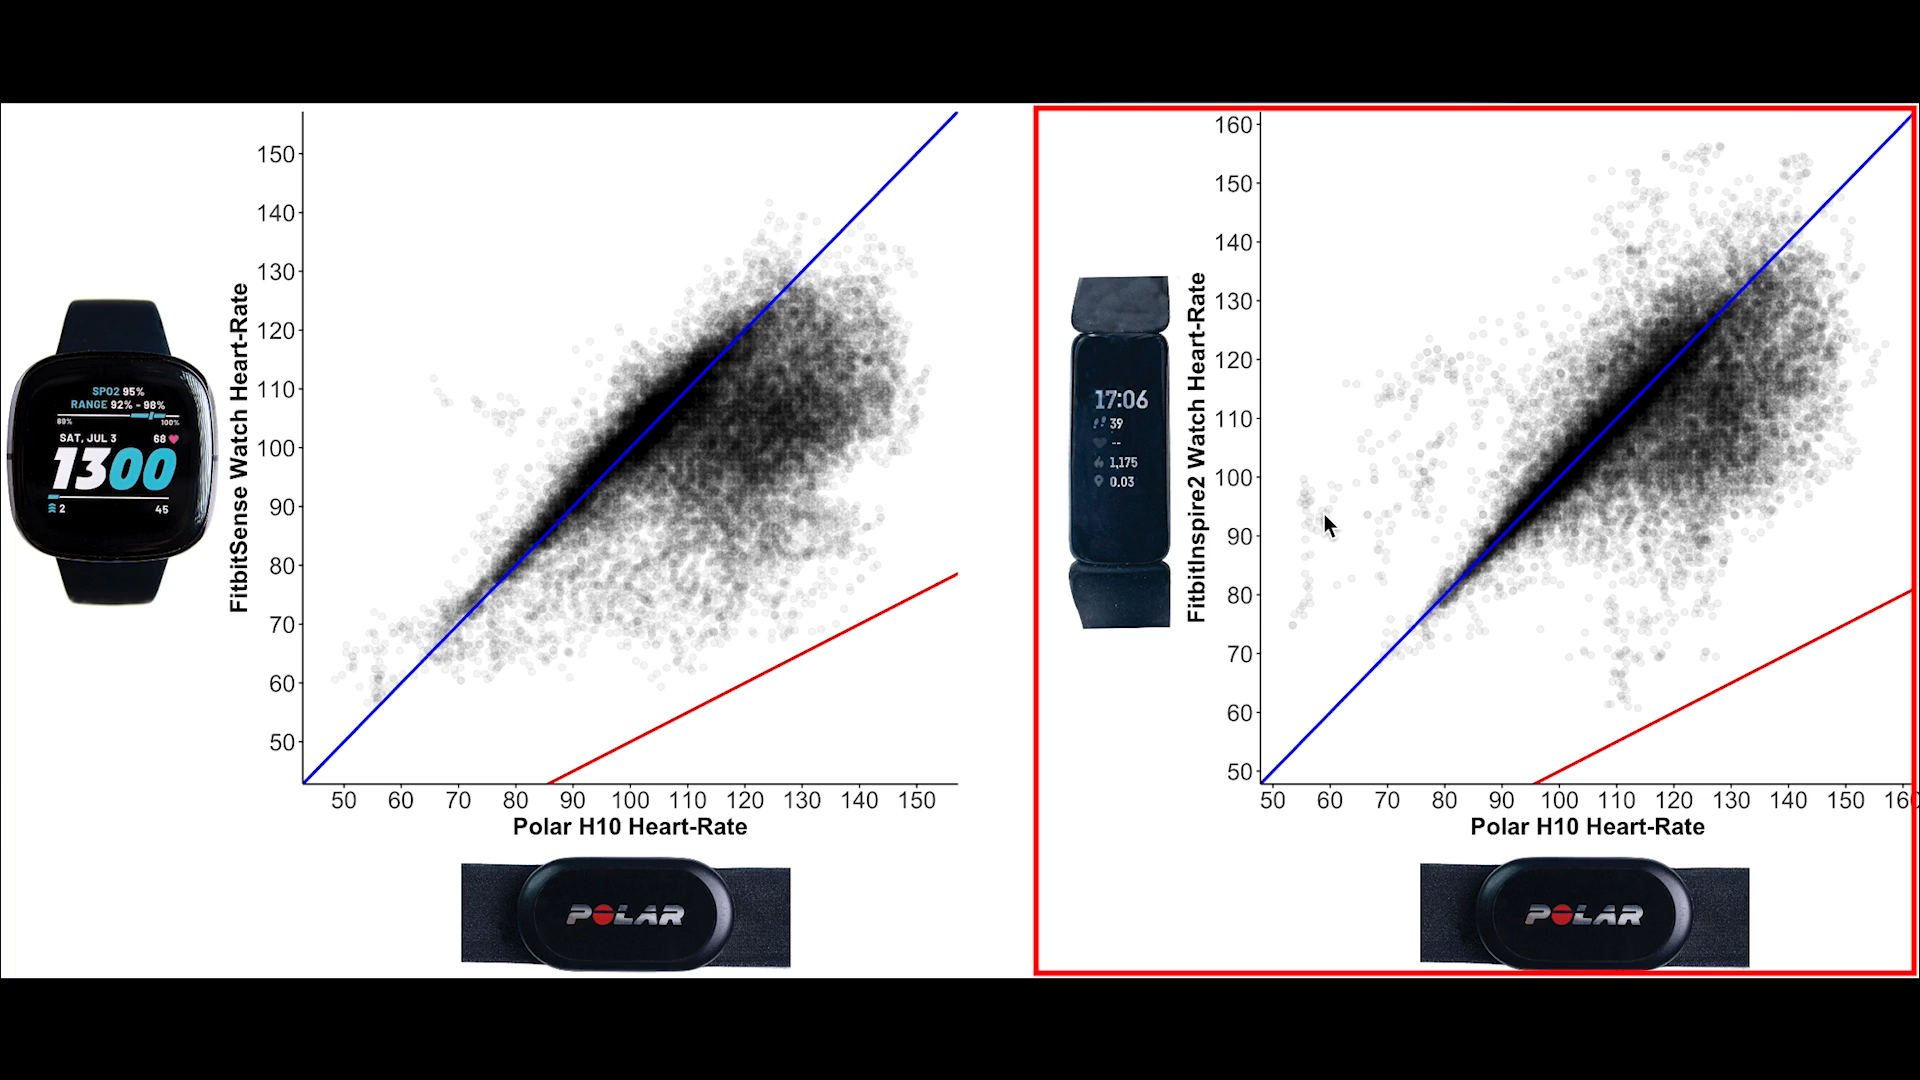 150
140
130
120
110
100
90
80
70
60
50
FitbitSense Watch Heart-Rate
50 60 70 80 90 100 110 120 130 140 150
Polar H10 Heart-Rate
SPO2 95%
RANGE 92% - 98%
88% 100%
SAT, JUL 3 68
1300
2 45
POLAR
160
150
140
130
120
110
100
90
80
70
60
50
FitbitInspire2 Watch Heart-Rate
50 60 70 80 90 100 110 120 130 140 150 160
Polar H10 Heart-Rate
17:06
39
--
1,175
0.03
POLAR